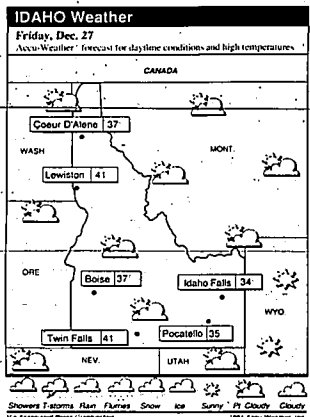 IDAHO Weather
Friday, Dec. 27
Accu-Weather® forecast for daytime conditions and high temperatures
CANADA
Coeur D'Alene 37°
WASH
MONT.
Lewiston 41
ORE
Boise 37°
Idaho Falls 34°
WYO.
Twin Falls 41
Pocatello 35
NEV.
UTAH
Showers T-storms Rain Flurries Snow Ice Sunny Pt. Cloudy Cloudy